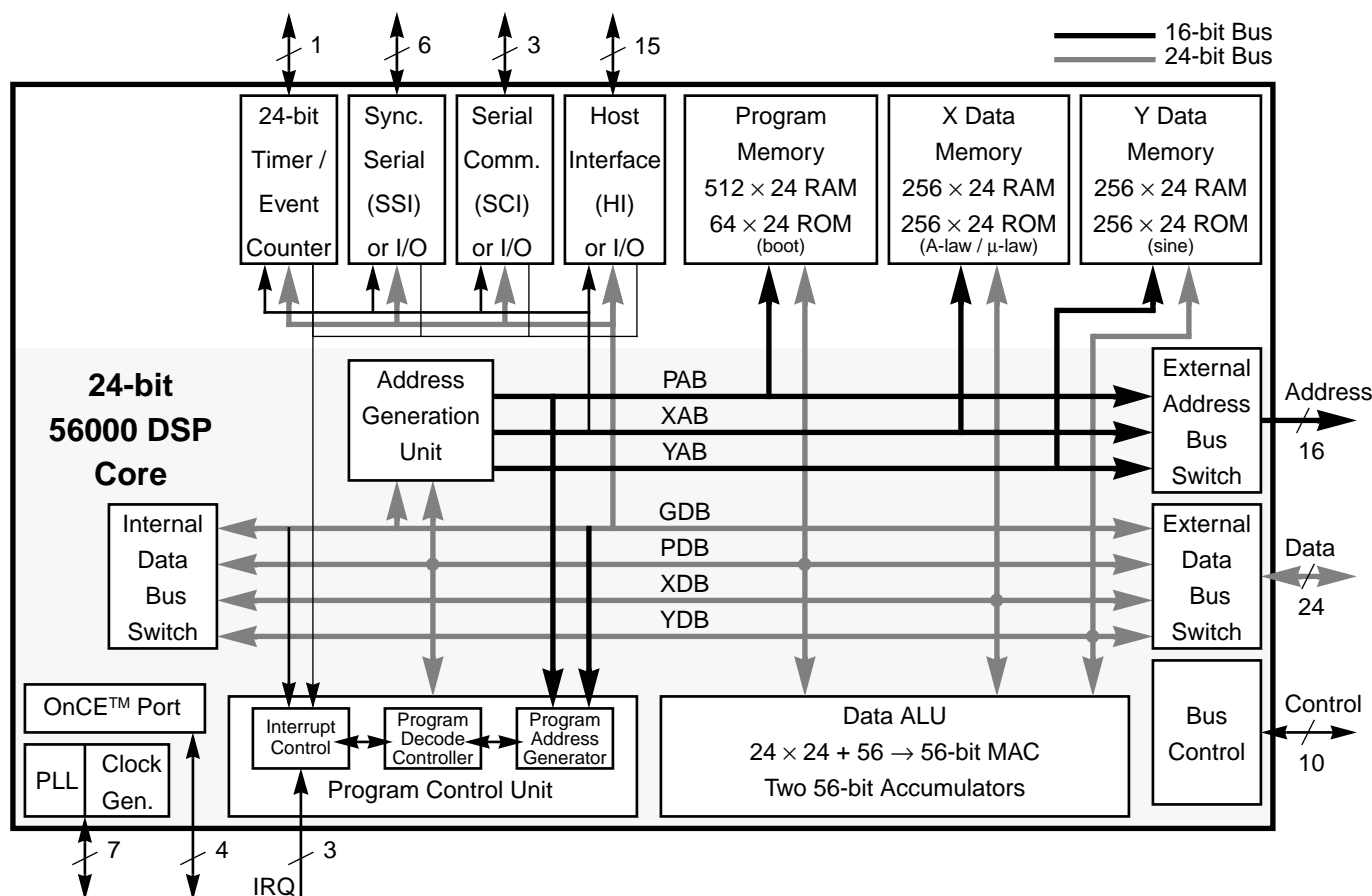 1
6
3
15
16-bit Bus
24-bit Bus
24-bit
Timer /
Event
Counter
Sync.
Serial
(SSI)
or I/O
Serial
Comm.
(SCI)
or I/O
Host
Interface
(HI)
or I/O
Program
Memory
512 × 24 RAM
64 × 24 ROM
(boot)
X Data
Memory
256 × 24 RAM
256 × 24 ROM
(A-law / μ-law)
Y Data
Memory
256 × 24 RAM
256 × 24 ROM
(sine)
24-bit
56000 DSP
Core
Address
Generation
Unit
PAB
XAB
YAB
External
Address
Bus
Switch
Address
16
Internal
Data
Bus
Switch
GDB
PDB
XDB
YDB
External
Data
Bus
Switch
Data
24
OnCE™ Port
PLL
Clock
Gen.
Interrupt
Control
Program
Decode
Controller
Program
Address
Generator
Program Control Unit
Data ALU
24 × 24 + 56 → 56-bit MAC
Two 56-bit Accumulators
Bus
Control
Control
10
7
4
3
IRQ